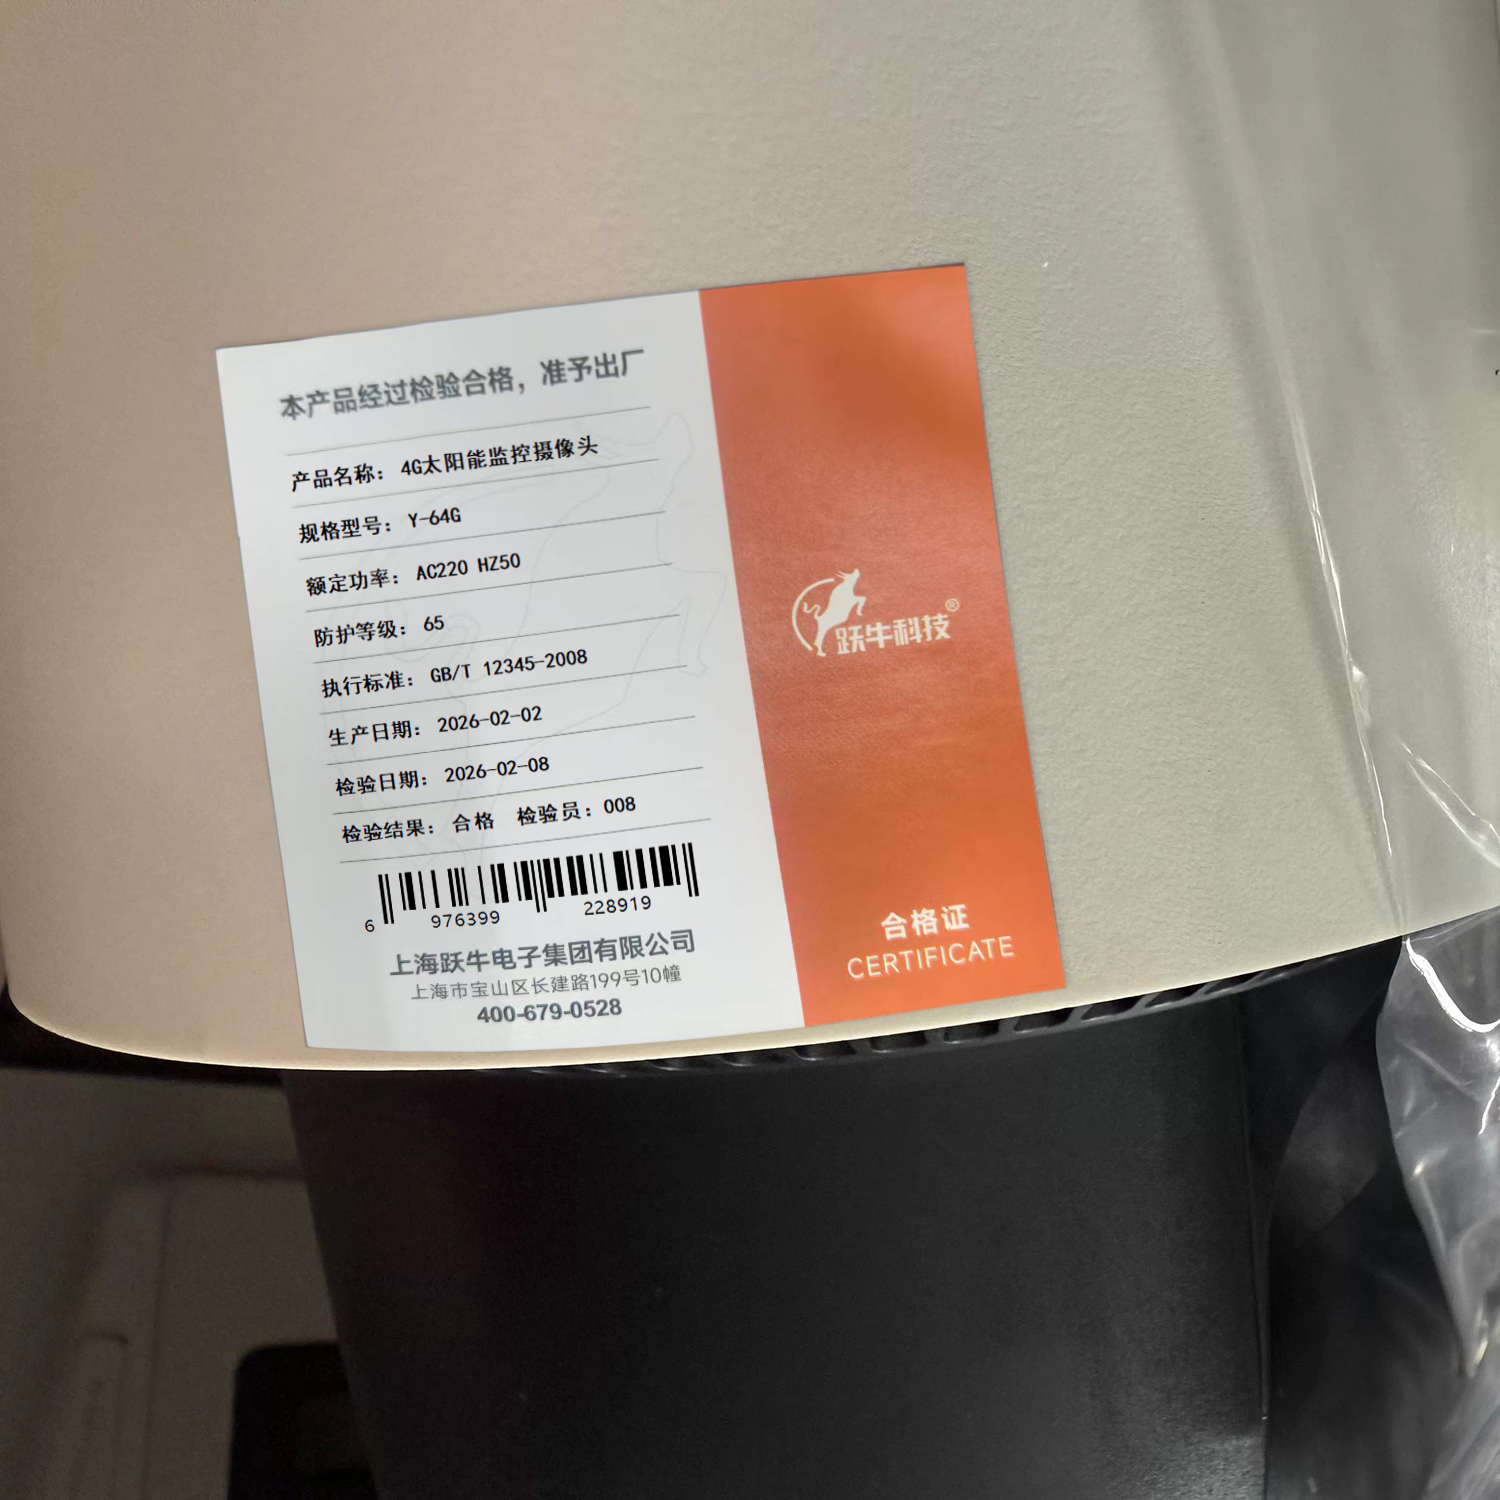 本产品经过检验合格，准予出厂
产品名称：4G太阳能监控摄像头
规格型号：Y-64G
额定功率：AC220 HZ50
防护等级：65
执行标准：GB/T 12345-2008
生产日期：2026-02-02
检验日期：2026-02-08
检验结果：合格 检验员：008
6 976399 228919
上海跃牛电子集团有限公司
上海市宝山区长建路199号10幢
400-679-0528
跃牛科技®
合格证
CERTIFICATE